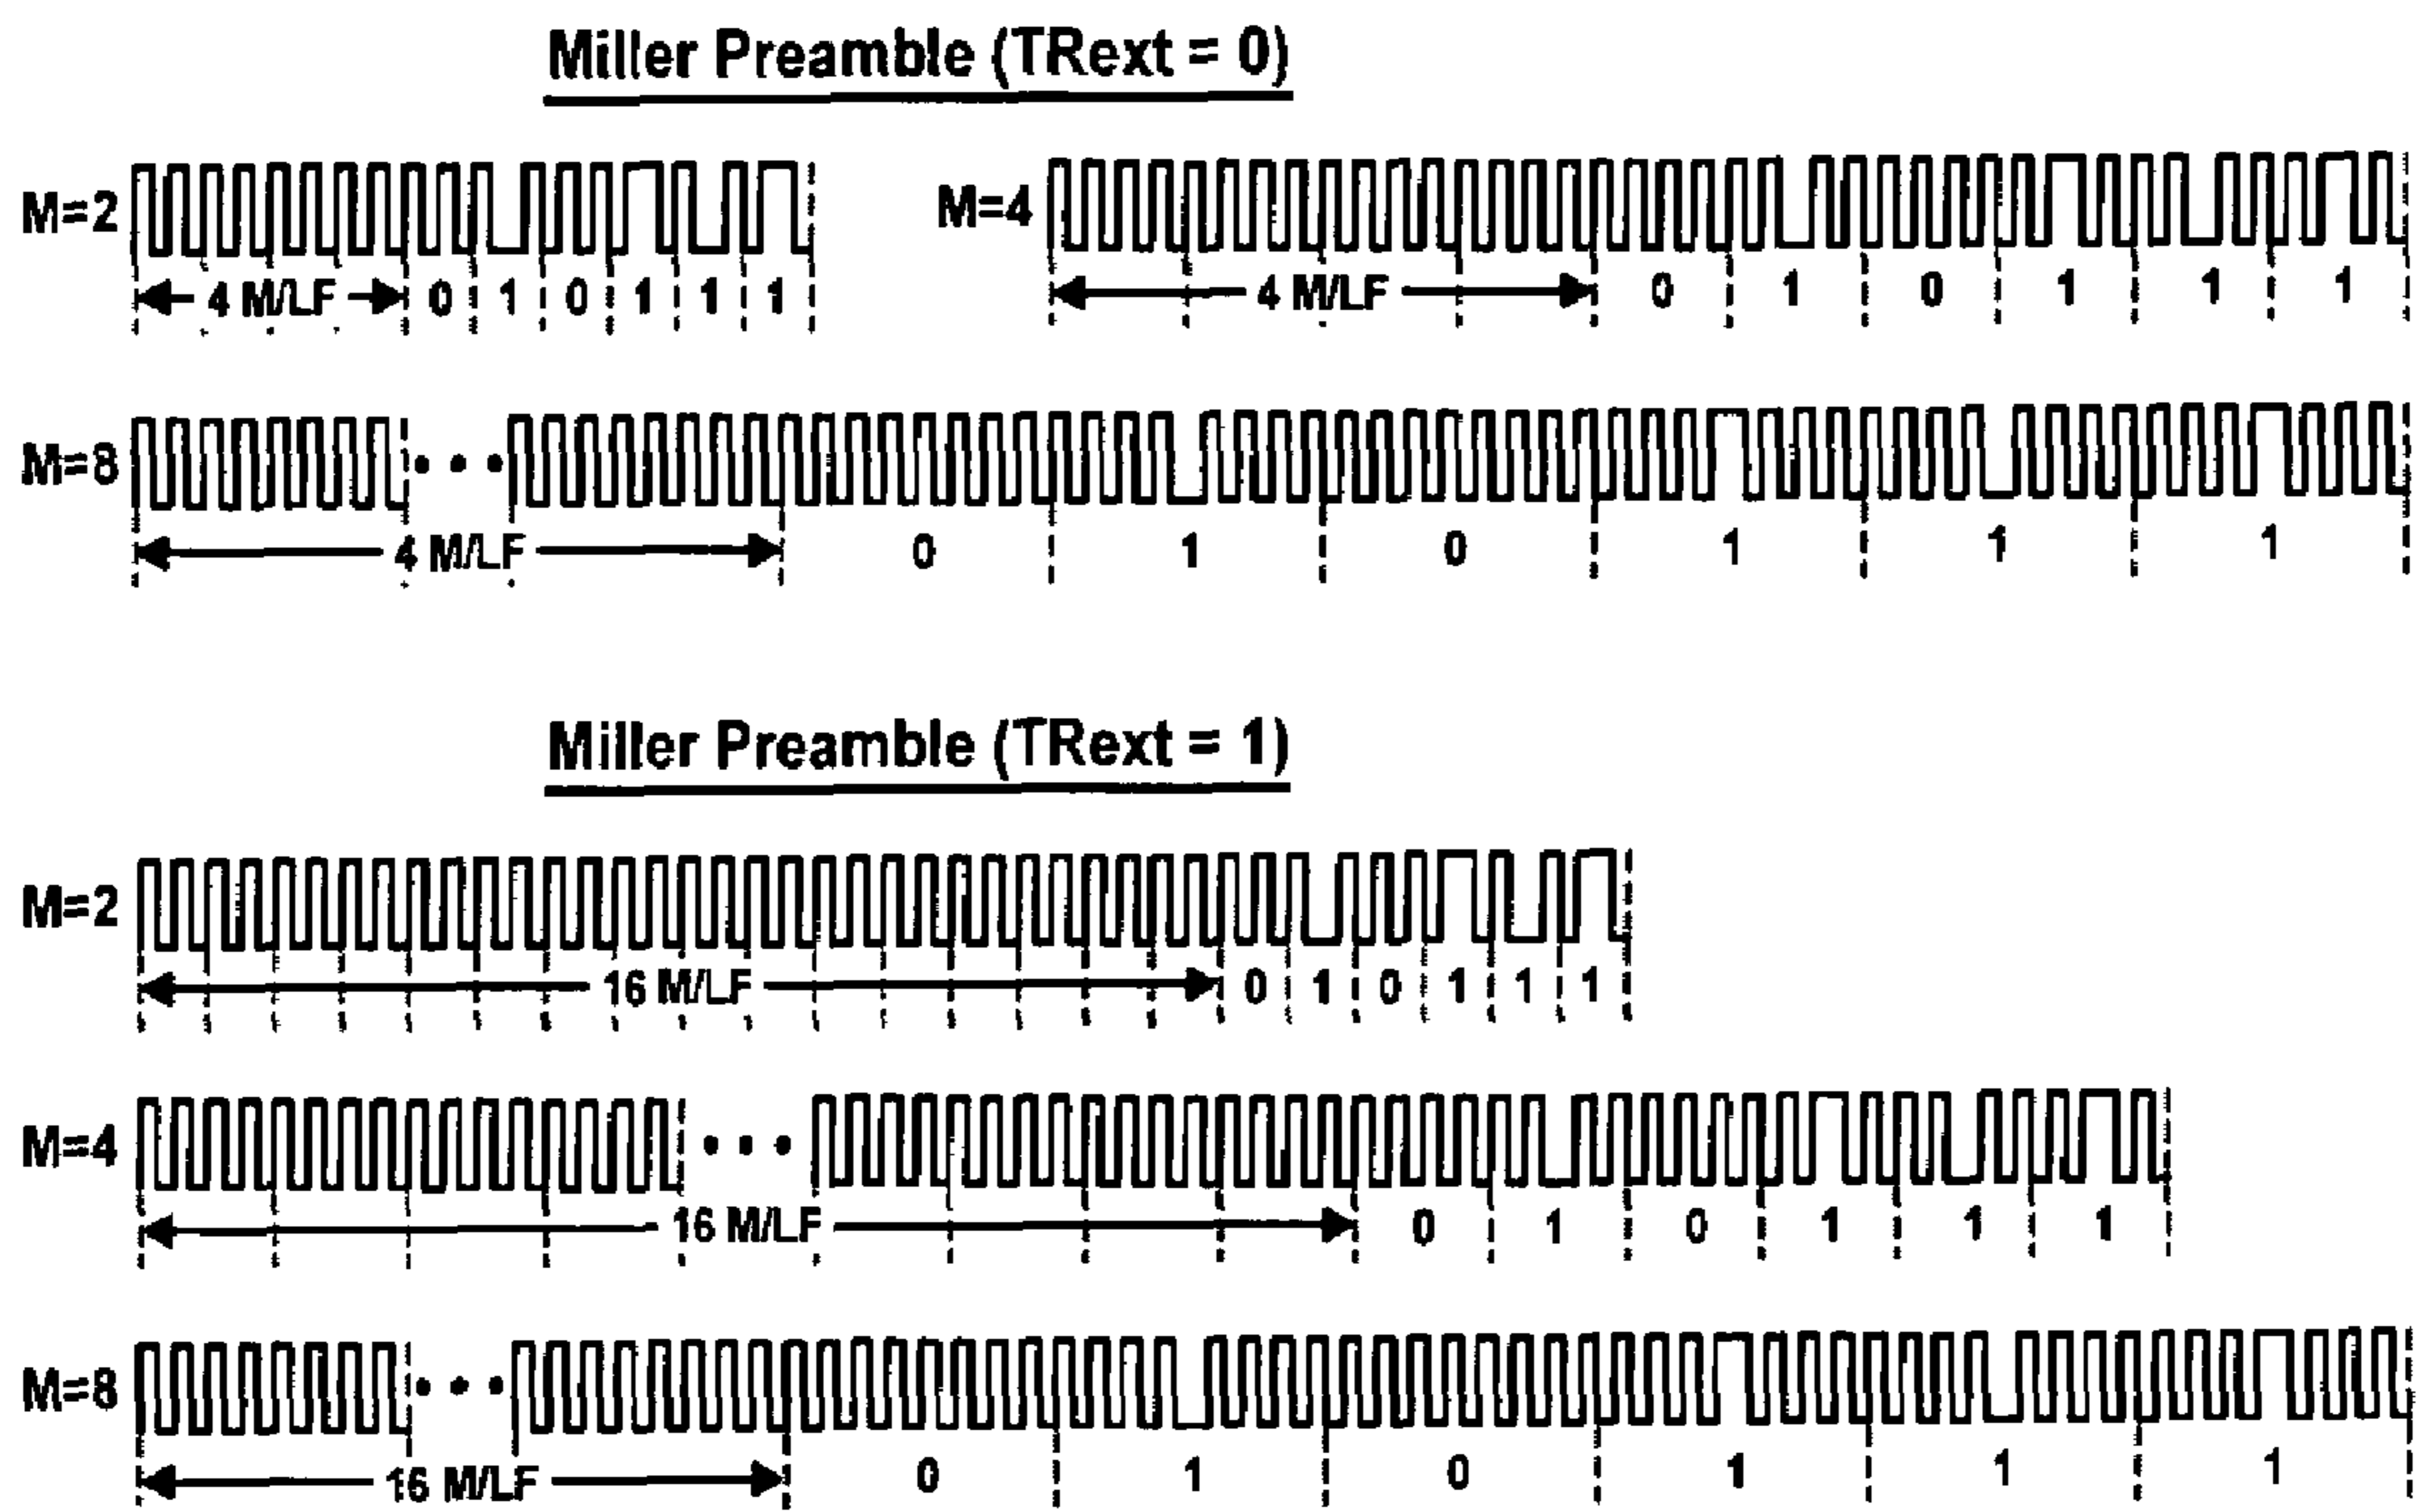 Miller Preamble (TRext = 0)
M=2
4 M/LF 0 1 0 1 1 1
M=4
4 M/LF 0 1 0 1 1 1
M=8
4 M/LF 0 1 0 1 1 1
Miller Preamble (TRext = 1)
M=2
16 M/LF 0 1 0 1 1 1
M=4
16 M/LF 0 1 0 1 1 1
M=8
16 M/LF 0 1 0 1 1 1